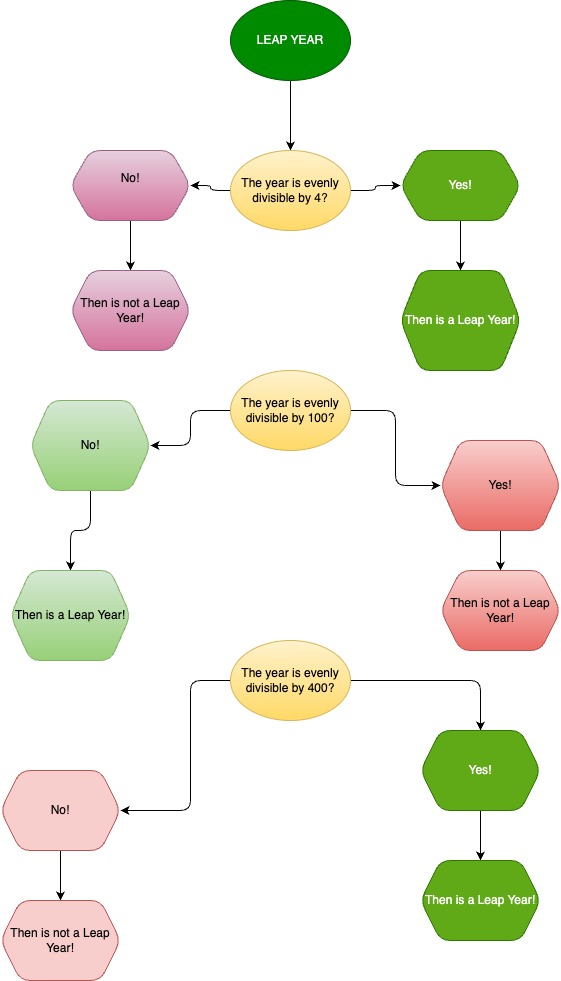 LEAP YEAR
No!
The year is evenly
divisible by 4?
Yes!
Then is not a Leap
Year!
Then is a Leap Year!
The year is evenly
divisible by 100?
No!
Yes!
Then is a Leap Year!
Then is not a Leap
Year!
The year is evenly
divisible by 400?
Yes!
No!
Then is a Leap Year!
Then is not a Leap
Year!